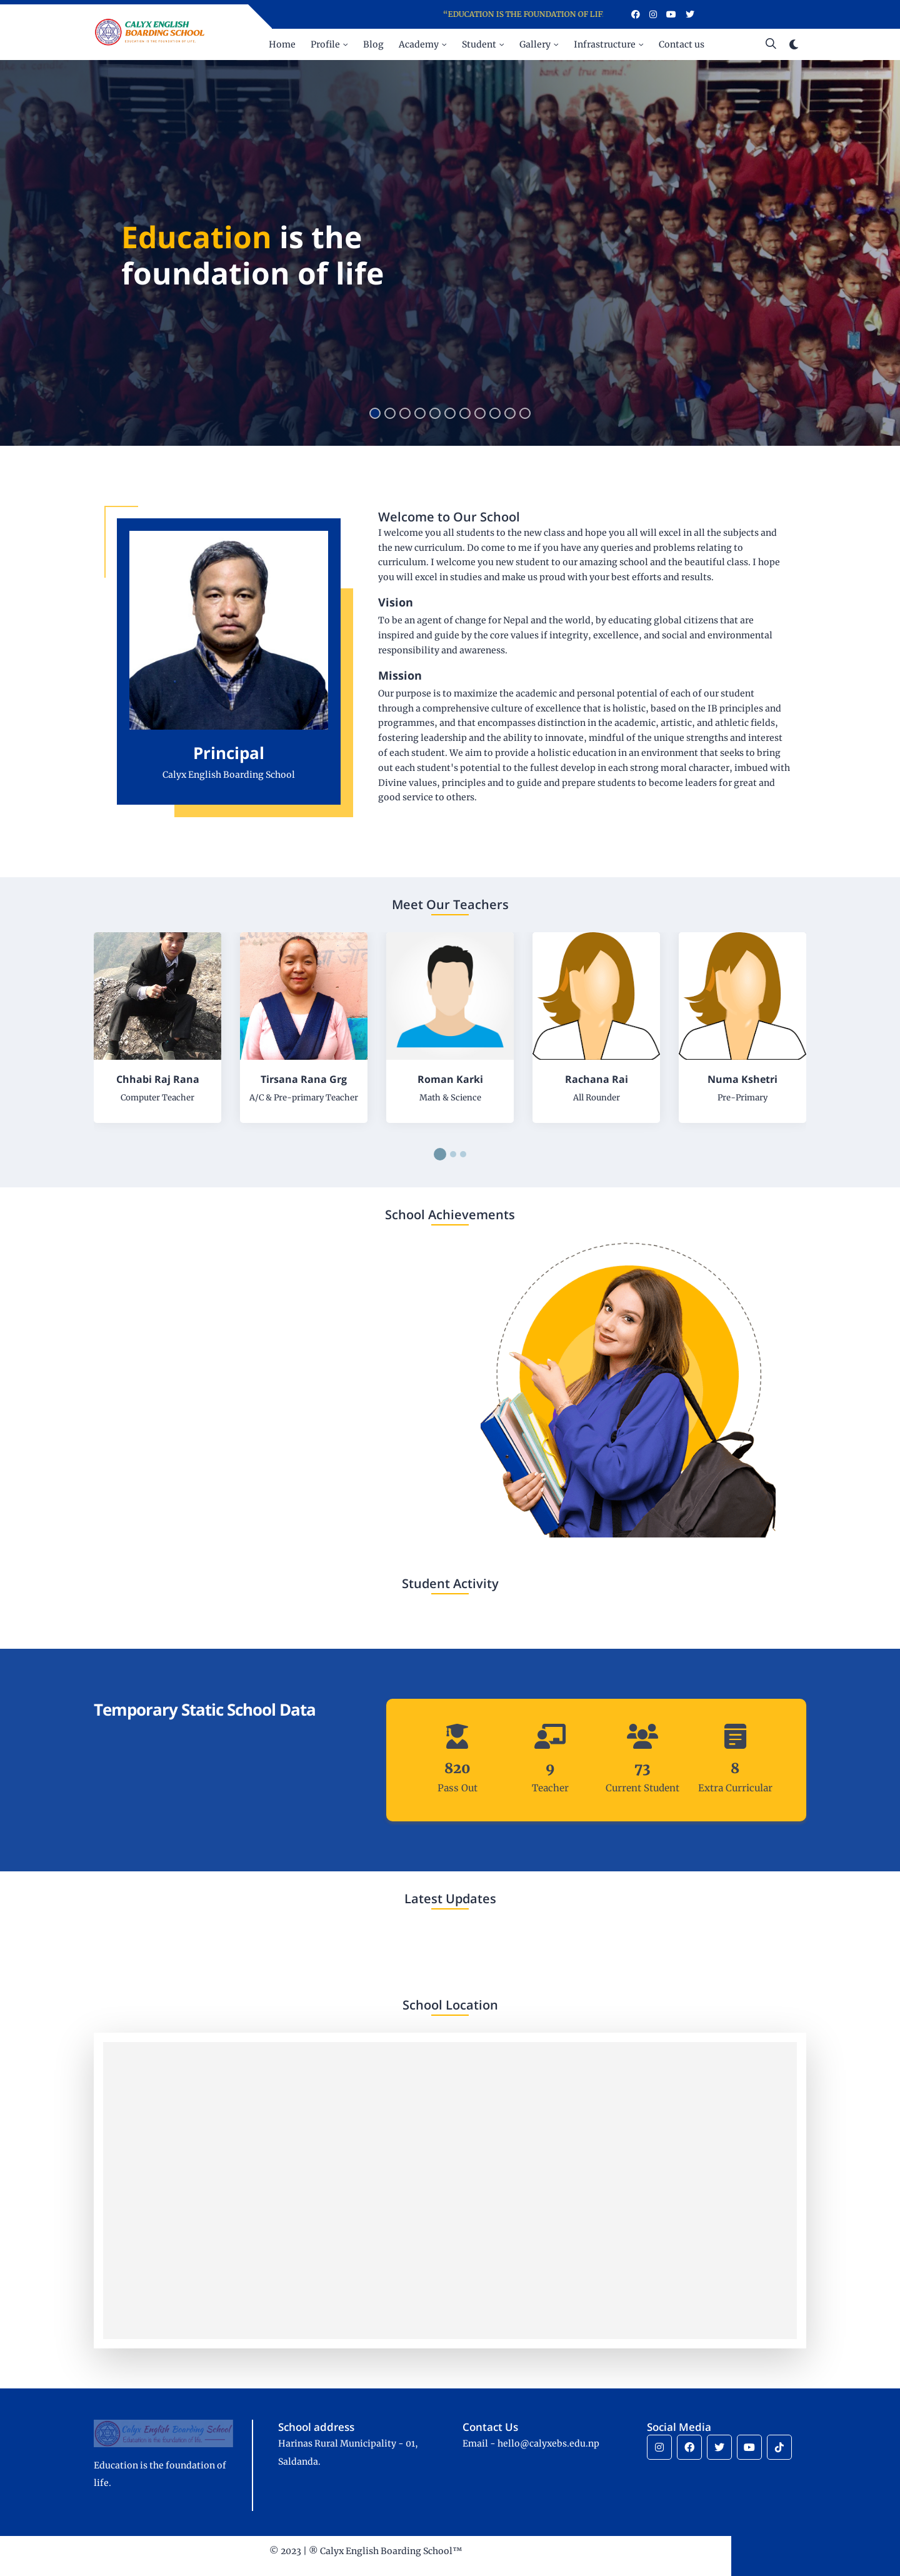 CALYX ENGLISH
BOARDING SCHOOL
EDUCATION IS THE FOUNDATION OF LIFE
“EDUCATION IS THE FOUNDATION OF LIF
Home Profile Blog Academy Student Gallery Infrastructure Contact us
Education is the
foundation of life
Principal
Calyx English Boarding School
Welcome to Our School
I welcome you all students to the new class and hope you all will excel in all the subjects and
the new curriculum. Do come to me if you have any queries and problems relating to
curriculum. I welcome you new student to our amazing school and the beautiful class. I hope
you will excel in studies and make us proud with your best efforts and results.
Vision
To be an agent of change for Nepal and the world, by educating global citizens that are
inspired and guide by the core values if integrity, excellence, and social and environmental
responsibility and awareness.
Mission
Our purpose is to maximize the academic and personal potential of each of our student
through a comprehensive culture of excellence that is holistic, based on the IB principles and
programmes, and that encompasses distinction in the academic, artistic, and athletic fields,
fostering leadership and the ability to innovate, mindful of the unique strengths and interest
of each student. We aim to provide a holistic education in an environment that seeks to bring
out each student's potential to the fullest develop in each strong moral character, imbued with
Divine values, principles and to guide and prepare students to become leaders for great and
good service to others.
Meet Our Teachers
Chhabi Raj Rana
Computer Teacher
Tirsana Rana Grg
A/C & Pre-primary Teacher
Roman Karki
Math & Science
Rachana Rai
All Rounder
Numa Kshetri
Pre-Primary
School Achievements
Student Activity
Temporary Static School Data
820
Pass Out
9
Teacher
73
Current Student
8
Extra Curricular
Latest Updates
School Location
Calyx English Boarding School
Education is the foundation of life.
Education is the foundation of
life.
School address
Harinas Rural Municipality - 01,
Saldanda.
Contact Us
Email - hello@calyxebs.edu.np
Social Media
© 2023 | ® Calyx English Boarding School™